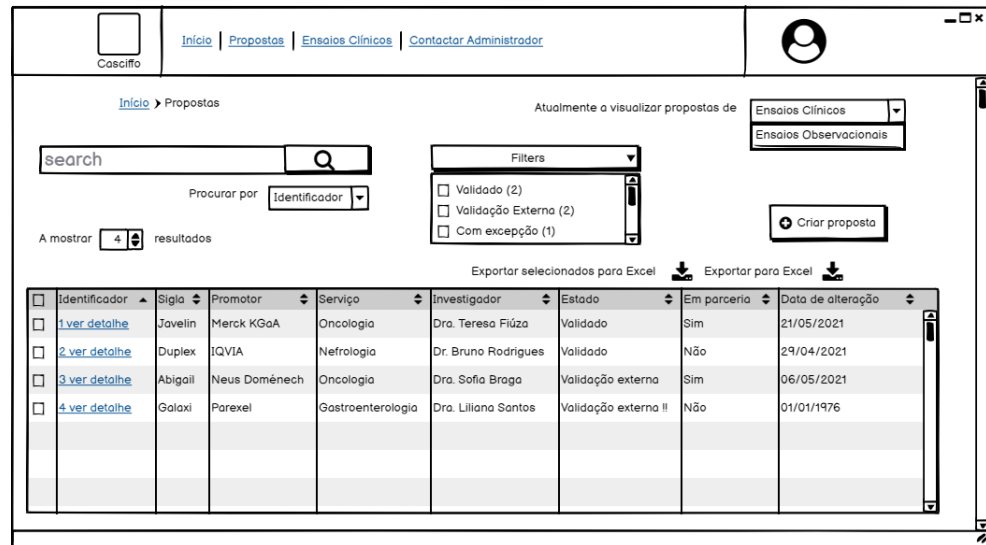 Casciffo
Início Propostas Ensaios Clínicos Contactar Administrador
Início Propostas
Atualmente a visualizar propostas de Ensaios Clínicos
Ensaios Observacionais
search
Filters
Procurar por Identificador
Validado (2)
Validação Externa (2)
Com excepção (1)
Criar proposta
A mostrar 4 resultados
Exportar selecionados para Excel Exportar para Excel
Identificador Sigla Promotor Serviço Investigador Estado Em parceria Data de alteração
1 ver detalhe Javelin Merck KGaA Oncologia Dra. Teresa Fiúza Validado Sim 21/05/2021
2 ver detalhe Duplex IQVIA Nefrologia Dr. Bruno Rodrigues Validado Não 29/04/2021
3 ver detalhe Abigail Neus Doménech Oncologia Dra. Sofia Braga Validação externa Sim 06/05/2021
4 ver detalhe Galaxi Parexel Gastroenterologia Dra. Liliana Santos Validação externa !! Não 01/01/1976